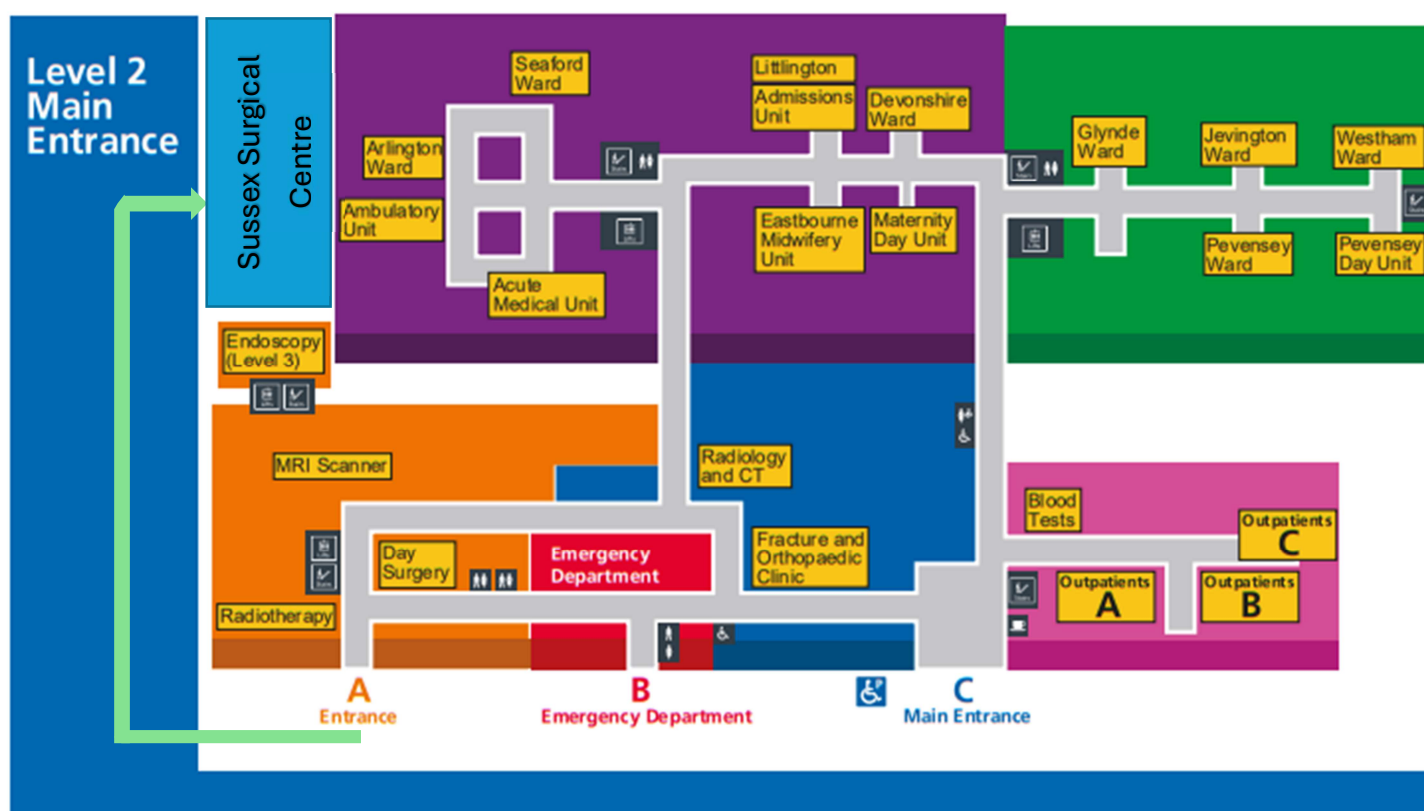 Level 2
Main
Entrance
Sussex Surgical
Centre
Seaford
Ward
Arlington
Ward
Ambulatory
Unit
Acute
Medical Unit
Littlington
Admissions
Unit
Devonshire
Ward
Eastbourne
Midwifery
Unit
Maternity
Day Unit
Glynde
Ward
Jevington
Ward
Westham
Ward
Pevensey
Ward
Pevensey
Day Unit
Endoscopy
(Level 3)
MRI Scanner
Radiology
and CT
Day
Surgery
Emergency
Department
Fracture and
Orthopaedic
Clinic
Radiotherapy
Blood
Tests
Outpatients
C
Outpatients
A
Outpatients
B
A
Entrance
B
Emergency Department
P
C
Main Entrance